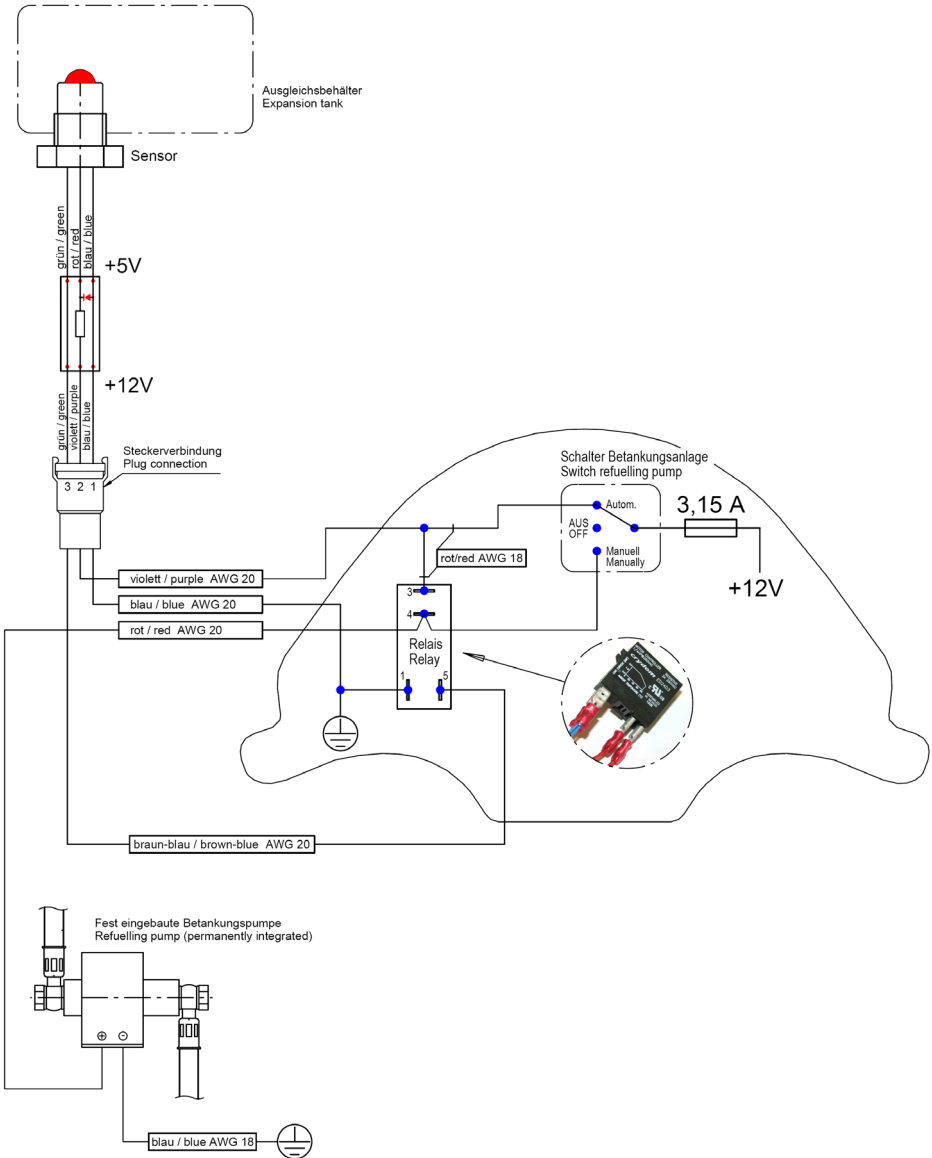 Ausgleichsbehälter
Expansion tank
Sensor
grün / green
rot / red
blau / blue
+5V
+12V
grün / green
violett / purple
blau / blue
Steckerverbindung
Plug connection
3 2 1
Schalter Betankungsanlage
Switch refuelling pump
Autom.
AUS
OFF
Manuell
Manually
3,15 A
+12V
rot/red AWG 18
violett / purple AWG 20
blau / blue AWG 20
rot / red AWG 20
3
4
Relais
Relay
1
5
Crydom
braun-blau / brown-blue AWG 20
Fest eingebaute Betankungspumpe
Refuelling pump (permanently integrated)
+ -
blau / blue AWG 18